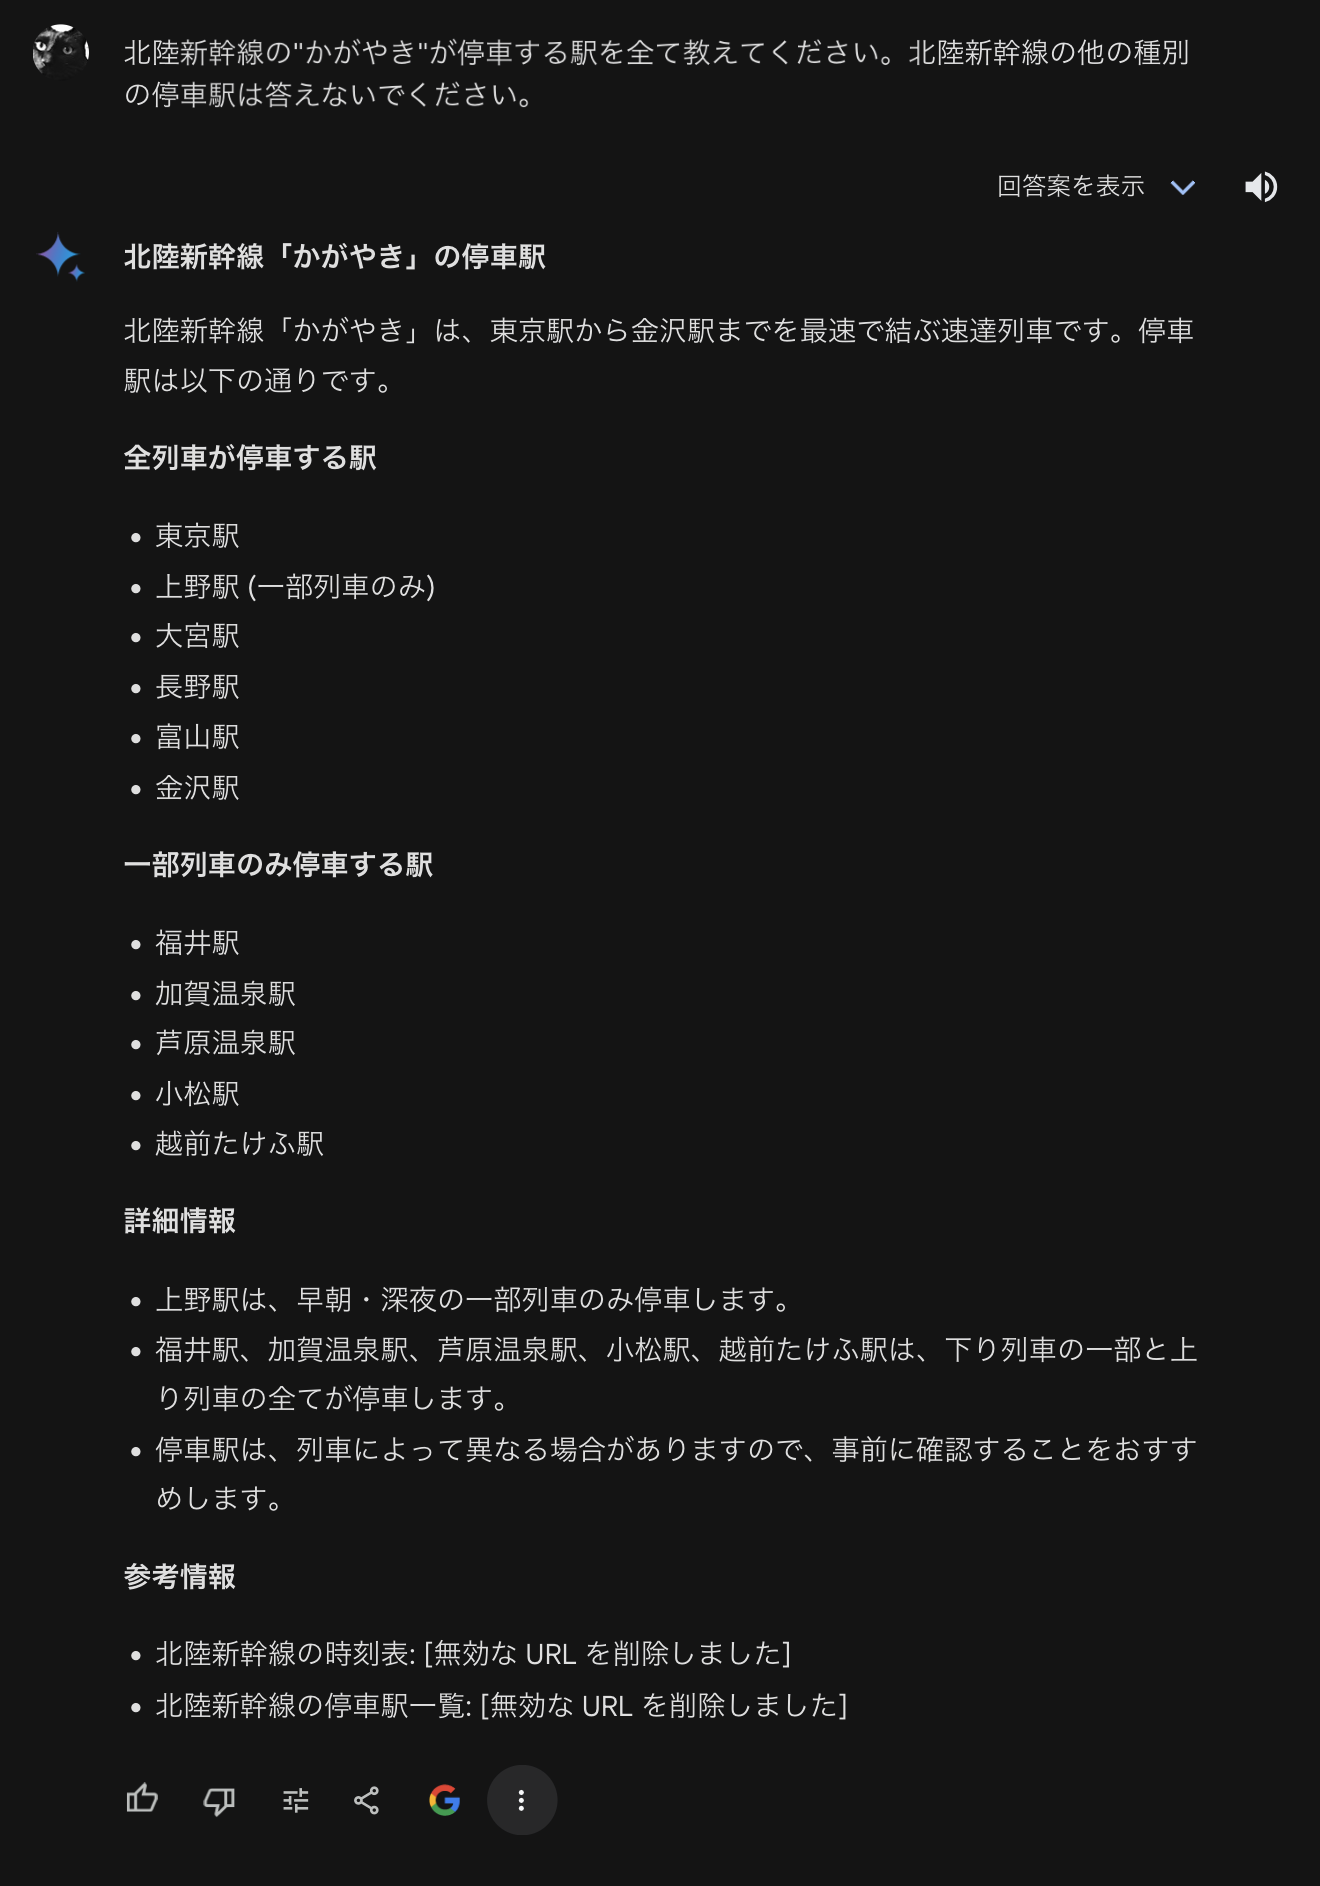 北陸新幹線の"かがやき"が停車する駅を全て教えてください。北陸新幹線の他の種別
の停車駅は答えないでください。
回答案を表示
北陸新幹線「かがやき」の停車駅
北陸新幹線「かがやき」は、東京駅から金沢駅までを最速で結ぶ速達列車です。停車
駅は以下の通りです。
全列車が停車する駅
• 東京駅
• 上野駅 (一部列車のみ)
• 大宮駅
• 長野駅
• 富山駅
• 金沢駅
一部列車のみ停車する駅
• 福井駅
• 加賀温泉駅
• 芦原温泉駅
• 小松駅
• 越前たけふ駅
詳細情報
• 上野駅は、早朝・深夜の一部列車のみ停車します。
• 福井駅、加賀温泉駅、芦原温泉駅、小松駅、越前たけふ駅は、下り列車の一部と上
り列車の全てが停車します。
• 停車駅は、列車によって異なる場合がありますので、事前に確認することをおすす
めします。
参考情報
• 北陸新幹線の時刻表: [無効な URL を削除しました]
• 北陸新幹線の停車駅一覧: [無効な URL を削除しました]